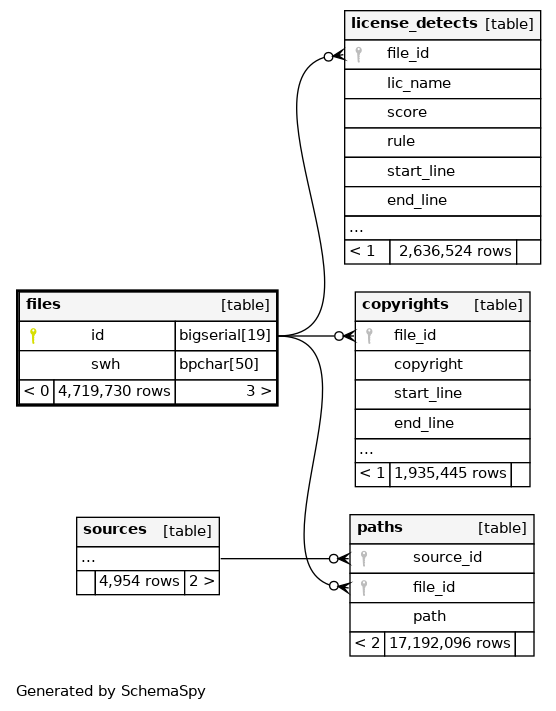 license_detects [table]
file_id
lic_name
score
rule
start_line
end_line
...
< 1 2,636,524 rows
files [table]
id bigserial[19]
swh bpchar[50]
< 0 4,719,730 rows 3 >
copyrights [table]
file_id
copyright
start_line
end_line
...
< 1 1,935,445 rows
sources [table]
...
4,954 rows 2 >
paths [table]
source_id
file_id
path
< 2 17,192,096 rows
Generated by SchemaSpy